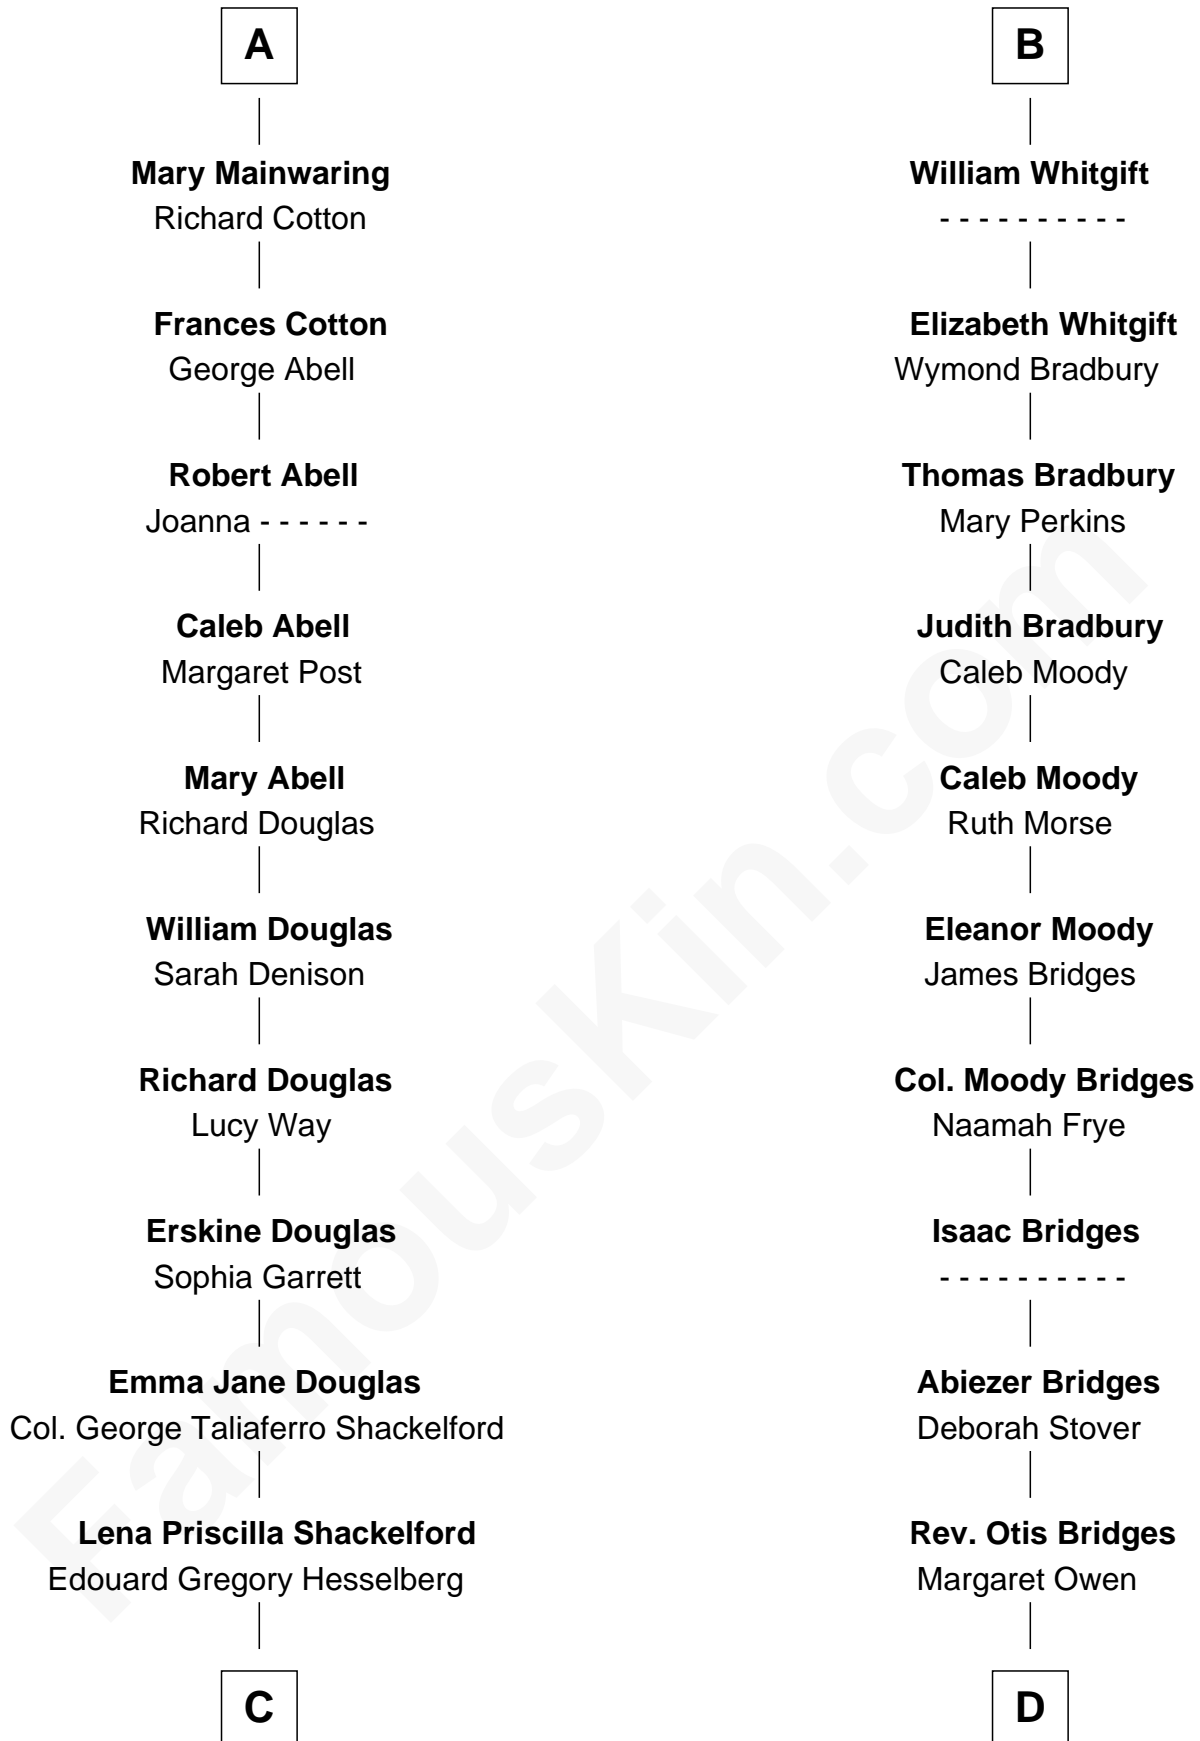 A
Mary Mainwaring
Richard Cotton
Frances Cotton
George Abell
Robert Abell
Joanna - - - - - -
Caleb Abell
Margaret Post
Mary Abell
Richard Douglas
William Douglas
Sarah Denison
Richard Douglas
Lucy Way
Erskine Douglas
Sophia Garrett
Emma Jane Douglas
Col. George Taliaferro Shackelford
Lena Priscilla Shackelford
Edouard Gregory Hesselberg
C
B
William Whitgift
- - - - - - - - - -
Elizabeth Whitgift
Wymond Bradbury
Thomas Bradbury
Mary Perkins
Judith Bradbury
Caleb Moody
Caleb Moody
Ruth Morse
Eleanor Moody
James Bridges
Col. Moody Bridges
Naamah Frye
Isaac Bridges
- - - - - - - - - -
Abiezer Bridges
Deborah Stover
Rev. Otis Bridges
Margaret Owen
D
FamousKin.com